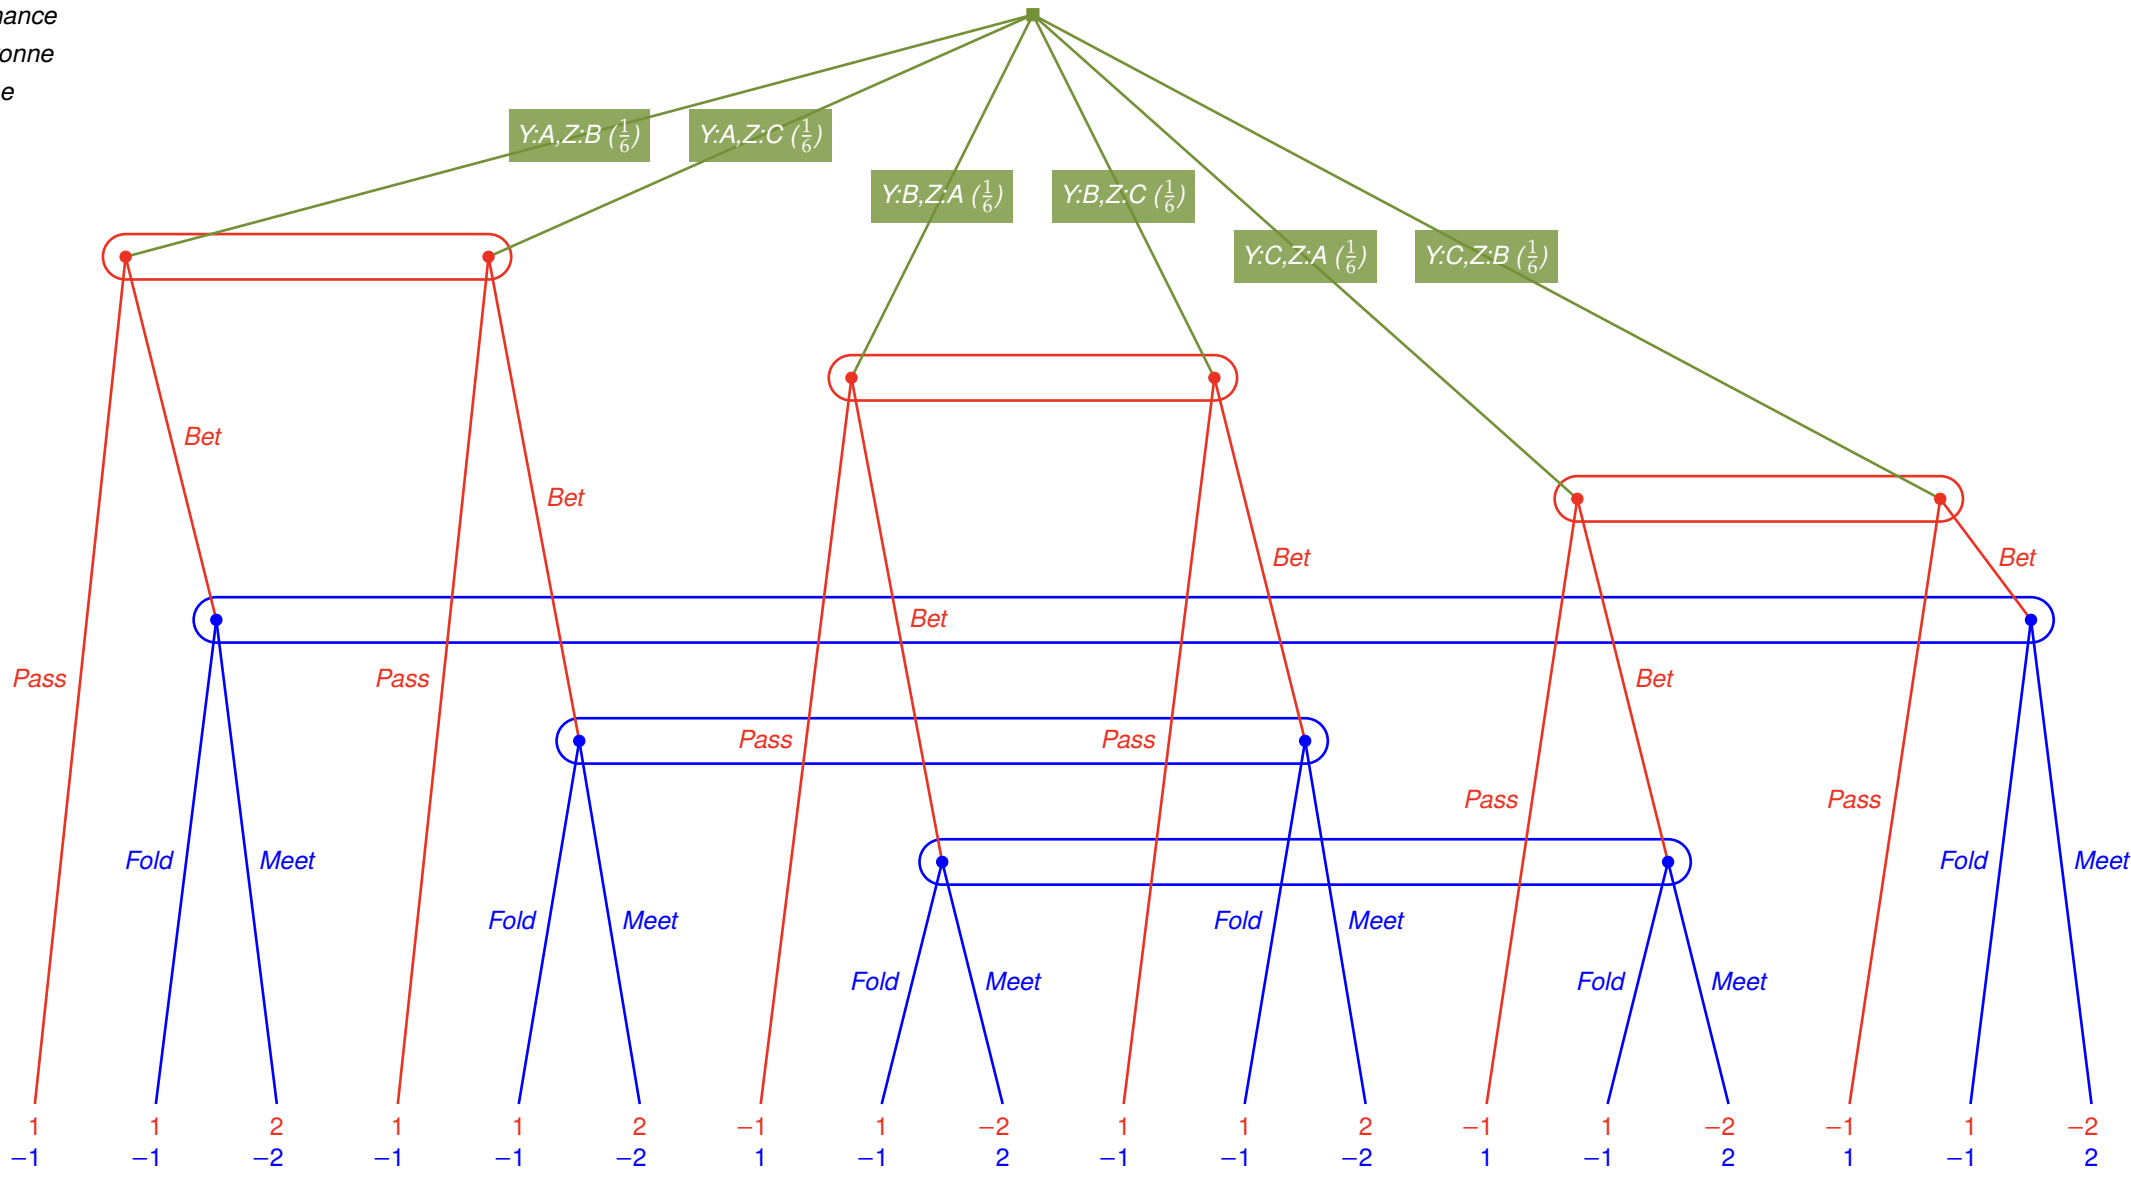 Y:A,Z:B (1/6) Y:A,Z:C (1/6)
Y:B,Z:A (1/6) Y:B,Z:C (1/6)
Y:C,Z:A (1/6) Y:C,Z:B (1/6)
Bet
Bet
Bet Bet
Bet
Pass Pass Bet
Pass Pass
Pass Pass
Fold Meet Fold Meet
Fold Meet Fold Meet
Fold Meet Fold Meet
1 1 2 1 1 2 −1 1 −2 1 1 2 −1 1 −2 −1 1 −2
−1 −1 −2 −1 −1 −2 1 −1 2 −1 −1 −2 1 −1 2 1 −1 2